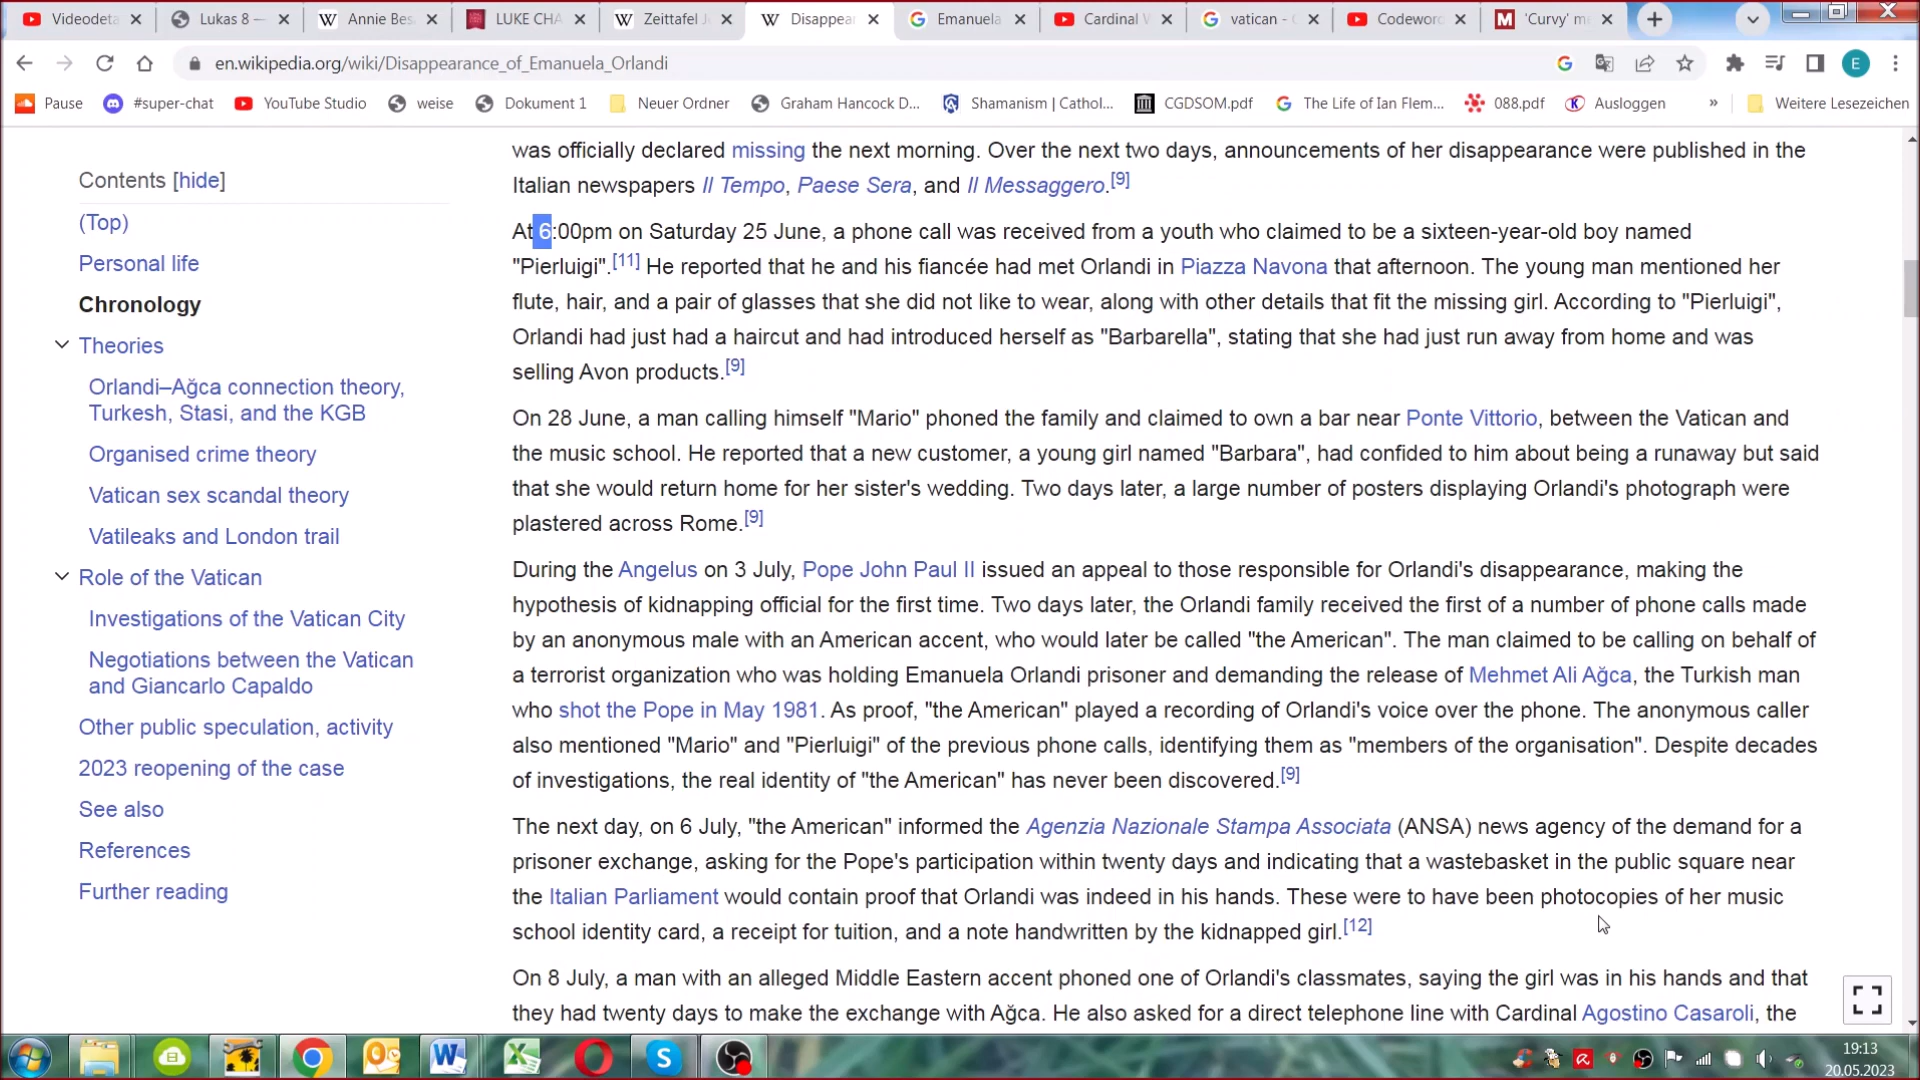 Videodeta
Lukas 8 —
Annie Bes
LUKE CHA
Zeittafel J
Disappear
Emanuela
Cardinal V
vatican - G
Codeword
'Curvy' m
en.wikipedia.org/wiki/Disappearance_of_Emanuela_Orlandi
E
Pause
#super-chat
YouTube Studio
weise
Dokument 1
Neuer Ordner
Graham Hancock D...
Shamanism | Cathol...
CGDSOM.pdf
The Life of Ian Flem...
088.pdf
Ausloggen
»
Weitere Lesezeichen
Contents [hide]
(Top)
Personal life
Chronology
Theories
Orlandi–Ağca connection theory,
Turkesh, Stasi, and the KGB
Organised crime theory
Vatican sex scandal theory
Vatileaks and London trail
Role of the Vatican
Investigations of the Vatican City
Negotiations between the Vatican
and Giancarlo Capaldo
Other public speculation, activity
2023 reopening of the case
See also
References
Further reading
was officially declared missing the next morning. Over the next two days, announcements of her disappearance were published in the
Italian newspapers Il Tempo, Paese Sera, and Il Messaggero.[9]
At 6:00pm on Saturday 25 June, a phone call was received from a youth who claimed to be a sixteen-year-old boy named
"Pierluigi".[11] He reported that he and his fiancée had met Orlandi in Piazza Navona that afternoon. The young man mentioned her
flute, hair, and a pair of glasses that she did not like to wear, along with other details that fit the missing girl. According to "Pierluigi",
Orlandi had just had a haircut and had introduced herself as "Barbarella", stating that she had just run away from home and was
selling Avon products.[9]
On 28 June, a man calling himself "Mario" phoned the family and claimed to own a bar near Ponte Vittorio, between the Vatican and
the music school. He reported that a new customer, a young girl named "Barbara", had confided to him about being a runaway but said
that she would return home for her sister's wedding. Two days later, a large number of posters displaying Orlandi's photograph were
plastered across Rome.[9]
During the Angelus on 3 July, Pope John Paul II issued an appeal to those responsible for Orlandi's disappearance, making the
hypothesis of kidnapping official for the first time. Two days later, the Orlandi family received the first of a number of phone calls made
by an anonymous male with an American accent, who would later be called "the American". The man claimed to be calling on behalf of
a terrorist organization who was holding Emanuela Orlandi prisoner and demanding the release of Mehmet Ali Ağca, the Turkish man
who shot the Pope in May 1981. As proof, "the American" played a recording of Orlandi's voice over the phone. The anonymous caller
also mentioned "Mario" and "Pierluigi" of the previous phone calls, identifying them as "members of the organisation". Despite decades
of investigations, the real identity of "the American" has never been discovered.[9]
The next day, on 6 July, "the American" informed the Agenzia Nazionale Stampa Associata (ANSA) news agency of the demand for a
prisoner exchange, asking for the Pope's participation within twenty days and indicating that a wastebasket in the public square near
the Italian Parliament would contain proof that Orlandi was indeed in his hands. These were to have been photocopies of her music
school identity card, a receipt for tuition, and a note handwritten by the kidnapped girl.[12]
On 8 July, a man with an alleged Middle Eastern accent phoned one of Orlandi's classmates, saying the girl was in his hands and that
they had twenty days to make the exchange with Ağca. He also asked for a direct telephone line with Cardinal Agostino Casaroli, the
19:13
20.05.2023